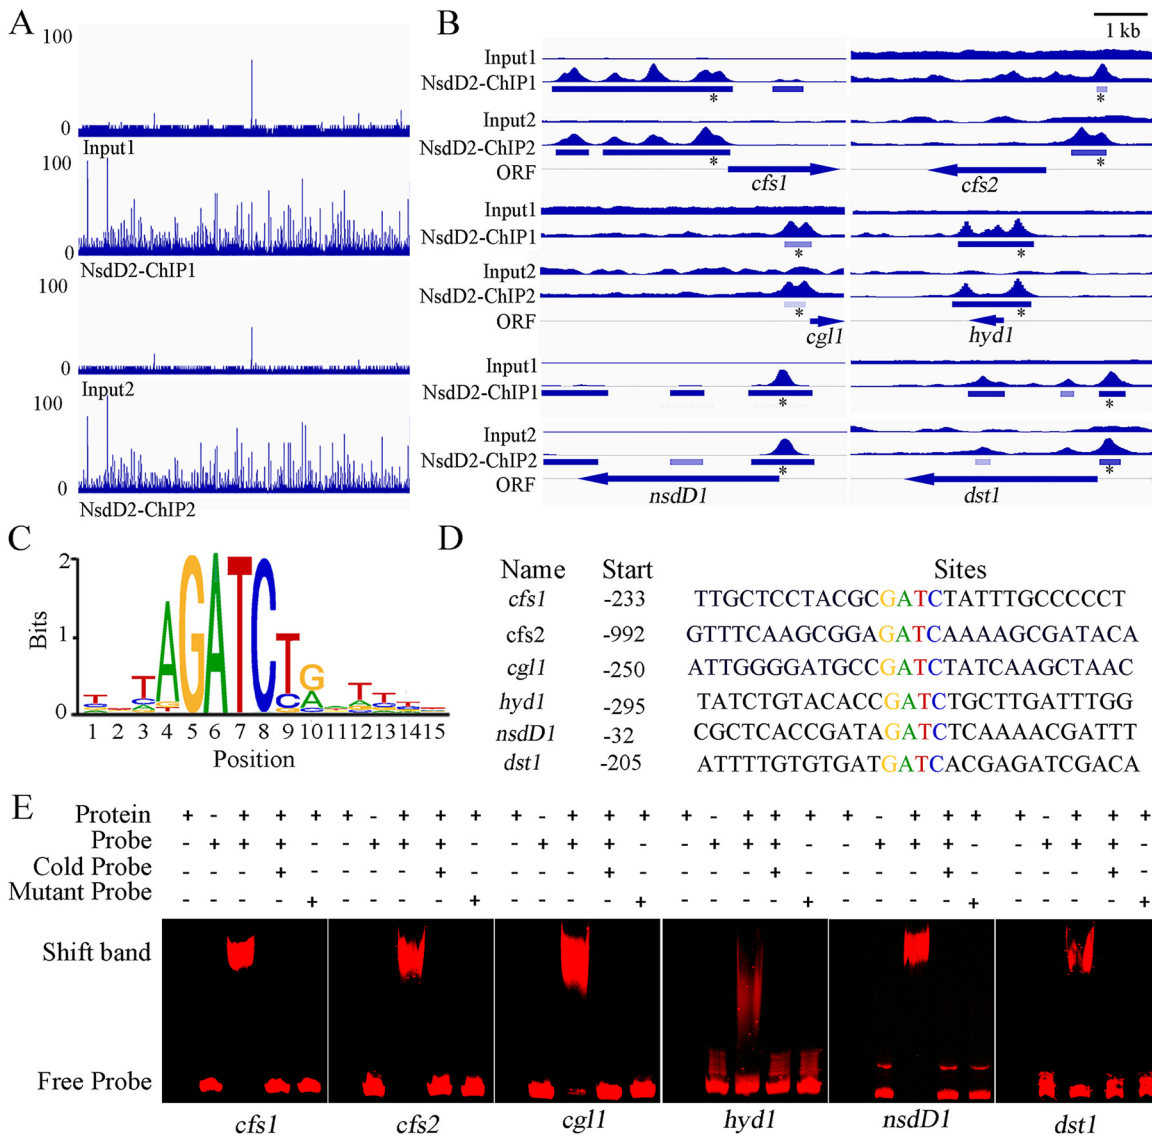 A
100
0
Input1
100
0
NsdD2-ChIP1
100
0
Input2
100
0
NsdD2-ChIP2
B
1 kb
Input1
NsdD2-ChIP1
*
*
Input2
NsdD2-ChIP2
*
*
ORF
cfs1
cfs2
Input1
NsdD2-ChIP1
*
*
Input2
NsdD2-ChIP2
*
*
ORF
cgl1
hyd1
Input1
NsdD2-ChIP1
*
*
Input2
NsdD2-ChIP2
*
*
ORF
nsdD1
dst1
C
2
1
0
Bits
1 2 3 4 5 6 7 8 9 10 11 12 13 14 15
Position
TAGATCTG
D
Name Start Sites
cfs1 -233 TTGCTCCTACGCGATCTATTTGCCCCCT
cfs2 -992 GTTTCAAGCGGAGATCAAAAGCGATACA
cgl1 -250 ATTGGGGATGCCGATCTATCAAGCTAAC
hyd1 -295 TATCTGTACACCGATCTGCTTGATTTGG
nsdD1 -32 CGCTCACCGATAGATCTCAAAACGATTT
dst1 -205 ATTTTGTGTGATGATCACGAGATCGACA
E
Protein + - + + + + - + + + + - + + + + - + + + + - + + + + - + + +
Probe - + + + - - + + + - - + + + - - + + + - - + + + - - + + + -
Cold Probe - - - + - - - - + - - - - + - - - - + - - - - + - - - - + -
Mutant Probe - - - - + - - - - + - - - - + - - - - + - - - - + - - - - +
Shift band
Free Probe
cfs1
cfs2
cgl1
hyd1
nsdD1
dst1